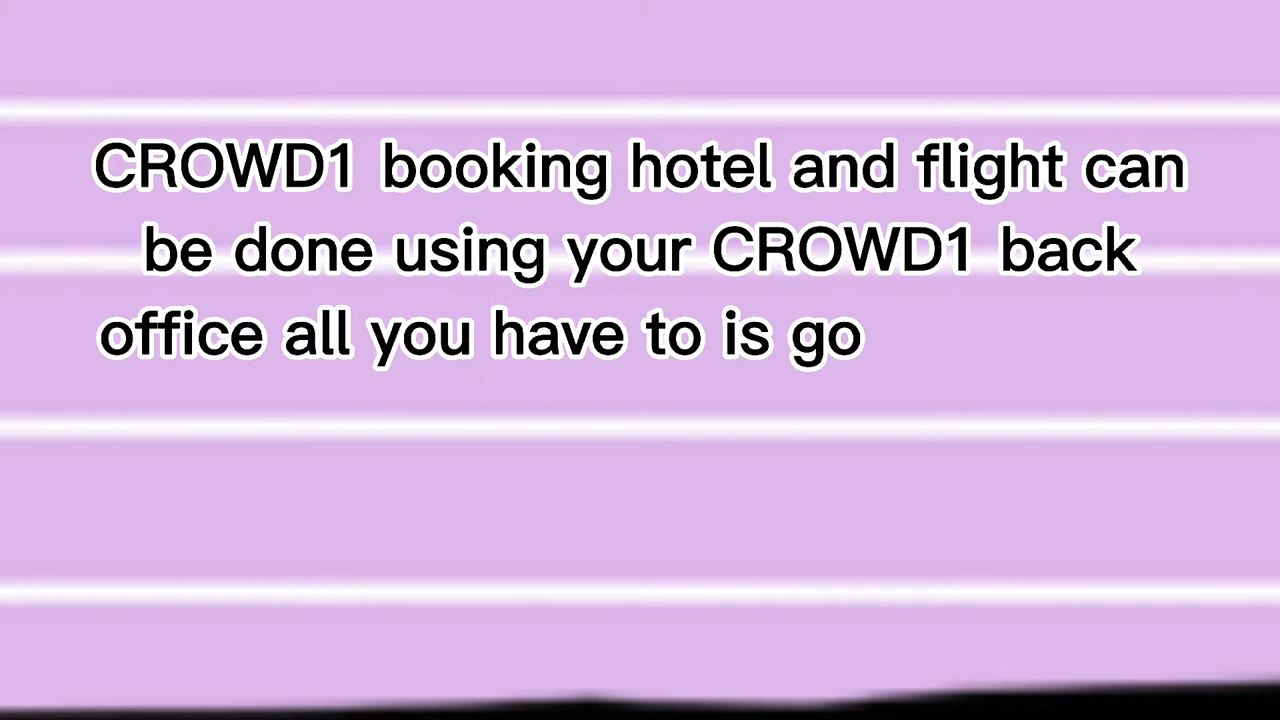 CROWD1 booking hotel and flight can
be done using your CROWD1 back
office all you have to is go